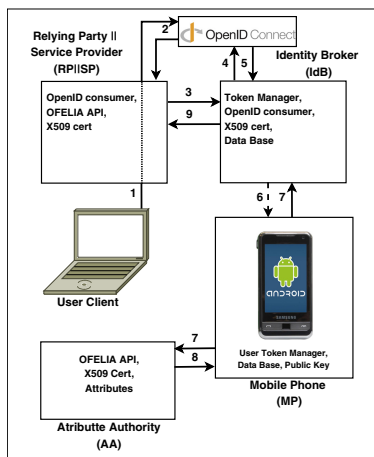 Relying Party ||
Service Provider
(RP||SP)
2
OpenID Connect
4
5
Identity Broker
(IdB)
OpenID consumer,
OFELIA API,
X509 cert
3
9
Token Manager,
OpenID consumer,
X509 cert,
Data Base
1
6
7
User Client
ANDROID
SAMSUNG
User Token Manager,
Data Base, Public Key
Mobile Phone
(MP)
OFELIA API,
X509 Cert,
Attributes
7
8
Atributte Authority
(AA)